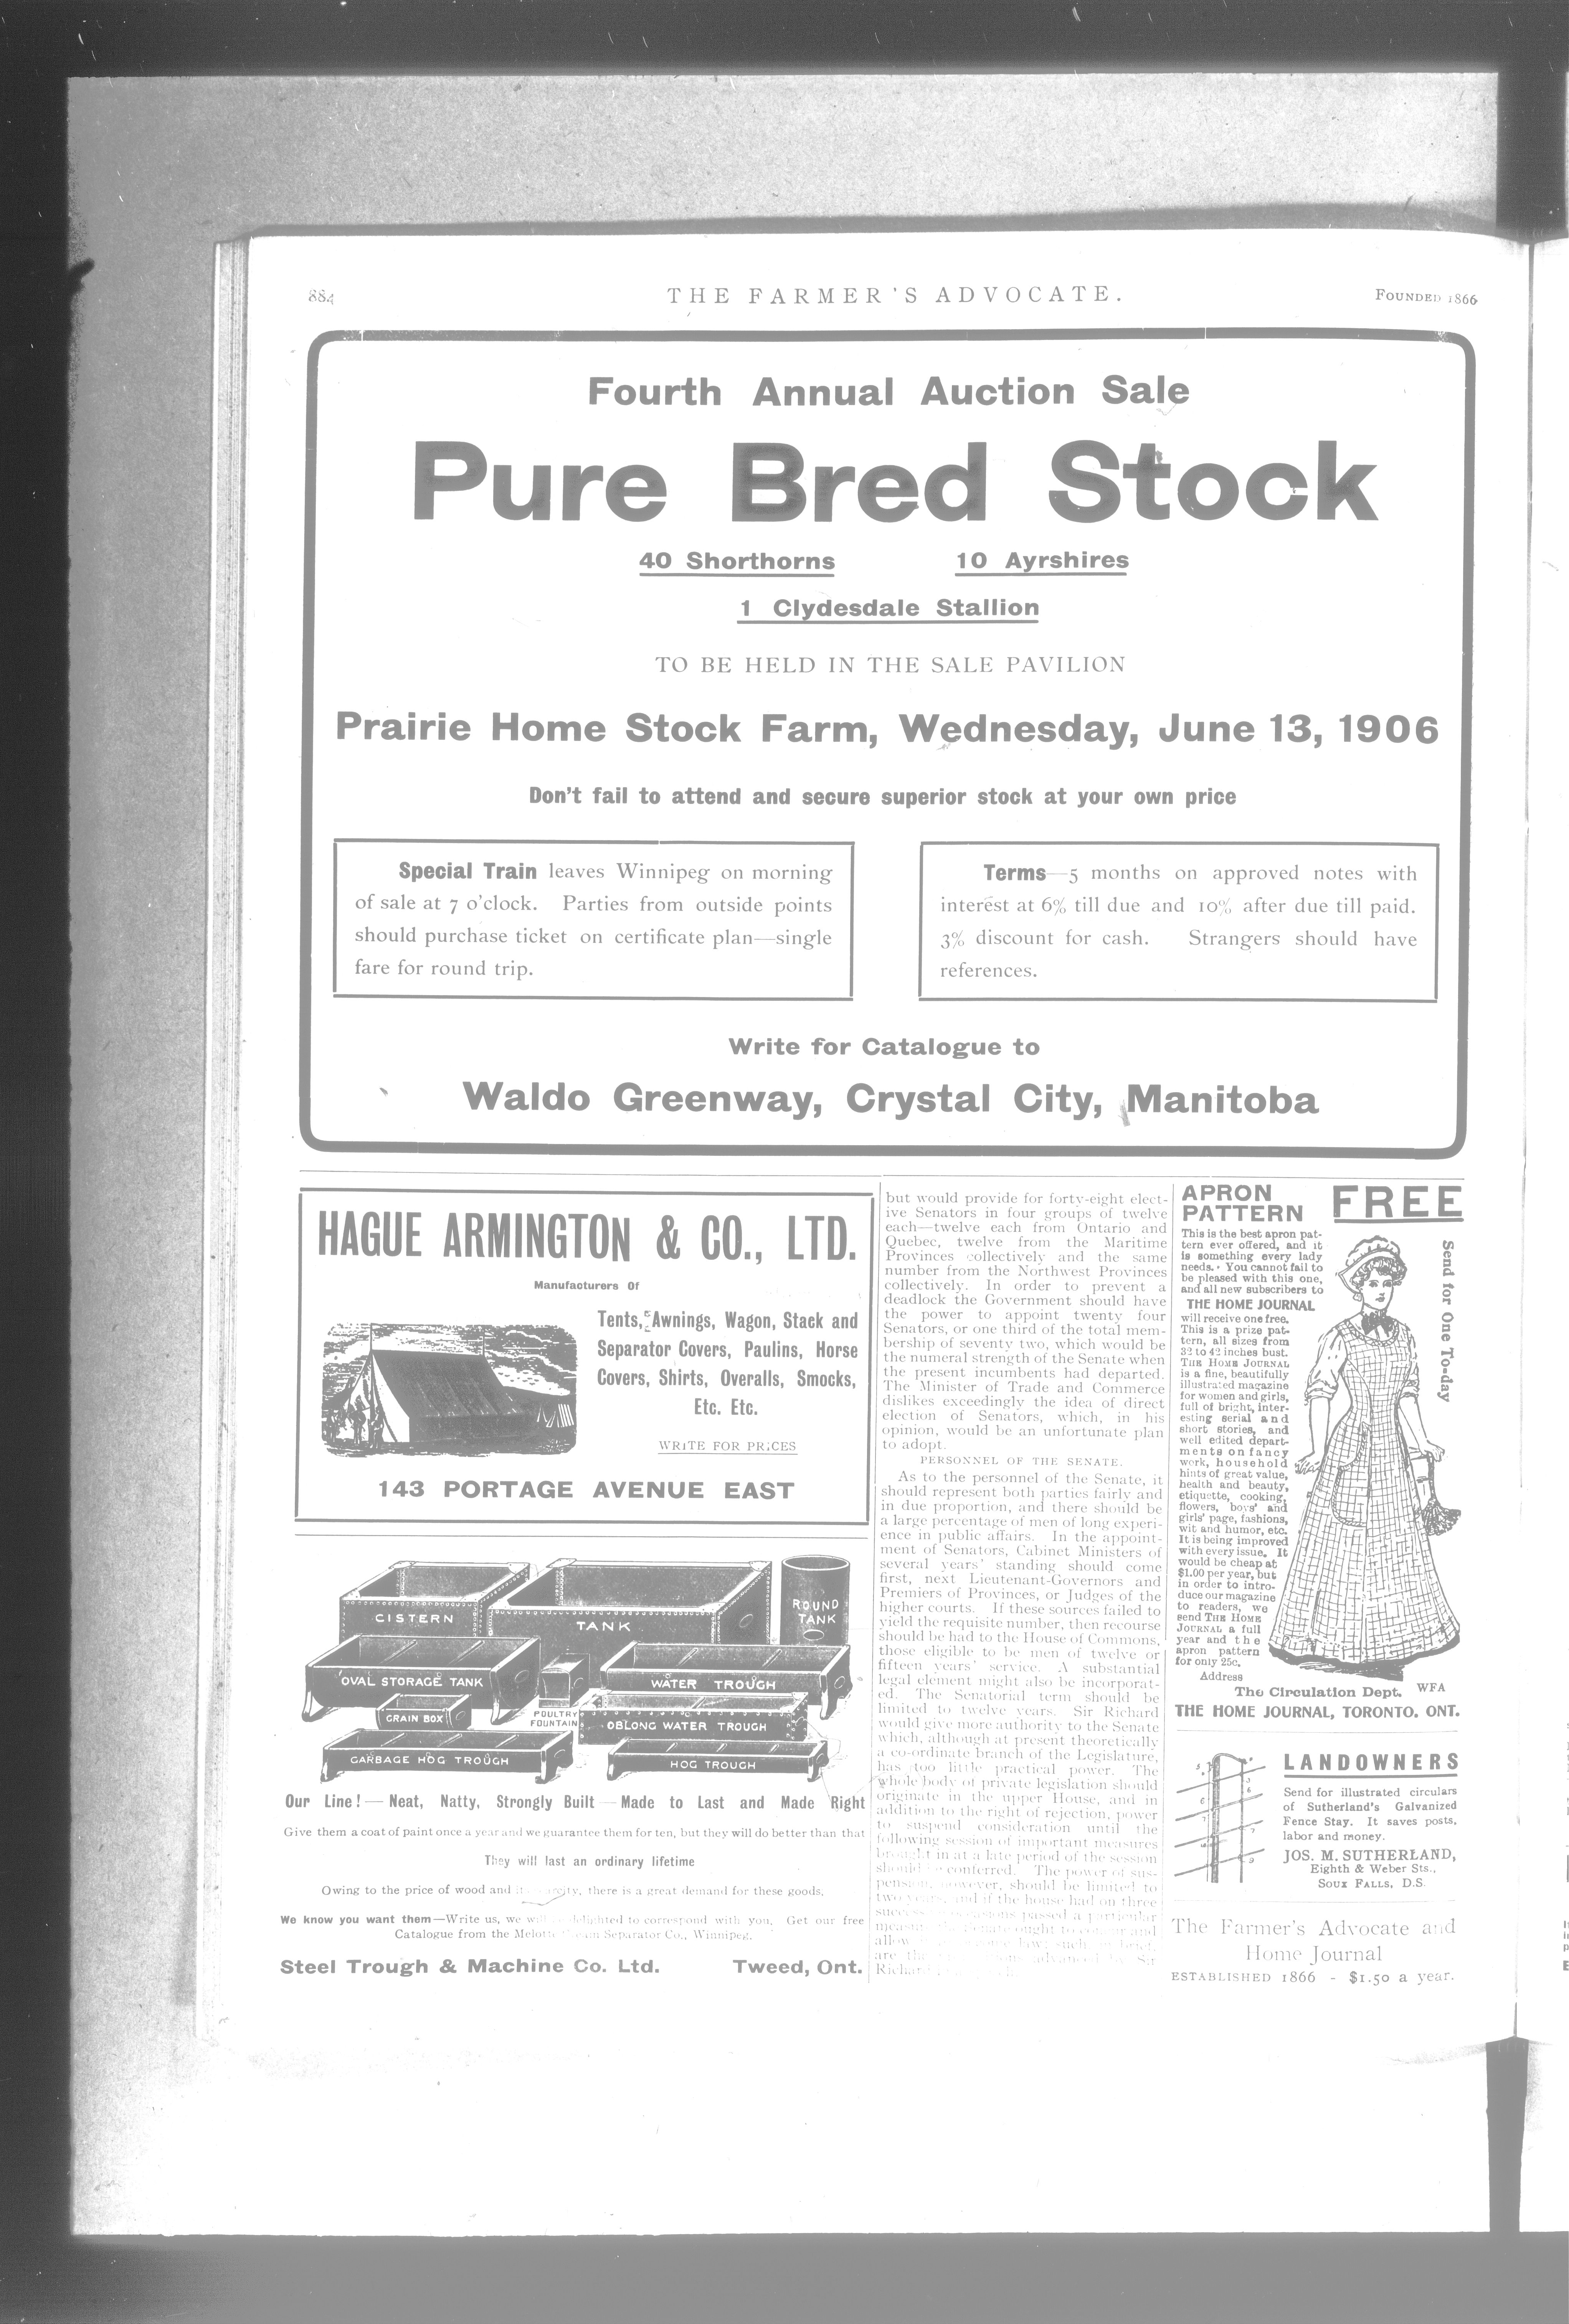 884
THE FARMER'S ADVOCATE.
FOUNDED 1866
Fourth Annual Auction Sale
Pure Bred Stock
40 Shorthorns 10 Ayrshires
1 Clydesdale Stallion
TO BE HELD IN THE SALE PAVILION
Prairie Home Stock Farm, Wednesday, June 13, 1906
Don't fail to attend and secure superior stock at your own price
Special Train leaves Winnipeg on morning
of sale at 7 o'clock. Parties from outside points
should purchase ticket on certificate plan—single
fare for round trip.
Terms—5 months on approved notes with
interest at 6% till due and 10% after due till paid.
3% discount for cash. Strangers should have
references.
Write for Catalogue to
Waldo Greenway, Crystal City, Manitoba
HAGUE ARMINGTON & CO., LTD.
Manufacturers Of
Tents, Awnings, Wagon, Stack and
Separator Covers, Paulins, Horse
Covers, Shirts, Overalls, Smocks,
Etc. Etc.
WRITE FOR PRICES
143 PORTAGE AVENUE EAST
CISTERN
TANK
ROUND
TANK
OVAL STORAGE TANK
WATER TROUGH
GRAIN BOX
POULTRY
FOUNTAIN
OBLONG WATER TROUGH
GARBAGE HOG TROUGH
HOG TROUGH
Our Line!—Neat, Natty, Strongly Built—Made to Last and Made Right
Give them a coat of paint once a year and we guarantee them for ten, but they will do better than that
They will last an ordinary lifetime
Owing to the price of wood and its scarcity, there is a great demand for these goods,
We know you want them—Write us, we will be delighted to correspond with you, Get our free
Catalogue from the Melotte Cream Separator Co., Winnipeg.
Steel Trough & Machine Co. Ltd. Tweed, Ont.
but would provide for forty-eight elect-
ive Senators in four groups of twelve
each—twelve each from Ontario and
Quebec, twelve from the Maritime
Provinces collectively and the same
number from the Northwest Provinces
collectively. In order to prevent a
deadlock the Government should have
the power to appoint twenty four
Senators, or one third of the total mem-
bership of seventy two, which would be
the numeral strength of the Senate when
the present incumbents had departed.
The Minister of Trade and Commerce
dislikes exceedingly the idea of direct
election of Senators, which, in his
opinion, would be an unfortunate plan
to adopt.
PERSONNEL OF THE SENATE.
As to the personnel of the Senate, it
should represent both parties fairly and
in due proportion, and there should be
a large percentage of men of long experi-
ence in public affairs. In the appoint-
ment of Senators, Cabinet Ministers of
several years' standing should come
first, next Lieutenant-Governors and
Premiers of Provinces, or Judges of the
higher courts. If these sources failed to
yield the requisite number, then recourse
should be had to the House of Commons,
those eligible to be men of twelve or
fifteen years' service. A substantial
legal element might also be incorporat-
ed. The Senatorial term should be
limited to twelve years. Sir Richard
would give more authority to the Senate
which, although at present theoretically
a co-ordinate branch of the Legislature,
has too little practical power. The
whole body of private legislation should
originate in the upper House, and in
addition to the right of rejection, power
to suspend consideration until the
following session of important measures
brought in at a late period of the session
should be conferred. The power of sus-
pension, however, should be limited to
two years, and if the house had on three
successive occasions passed a particular
measure the Senate ought to concur and
allow
are the advanced by Sir
Richard
APRON
PATTERN
FREE
This is the best apron pat-
tern ever offered, and it
is something every lady
needs. You cannot fail to
be pleased with this one,
and all new subscribers to
THE HOME JOURNAL
will receive one free.
This is a prize pat-
tern, all sizes from
32 to 42 inches bust.
THE HOME JOURNAL
is a fine, beautifully
illustrated magazine
for women and girls,
full of bright, inter-
esting serial and
short stories, and
well edited depart-
ments on fancy
work, household
hints of great value,
health and beauty,
etiquette, cooking,
flowers, boys' and
girls' page, fashions,
wit and humor, etc.
It is being improved
with every issue. It
would be cheap at
$1.00 per year, but
in order to intro-
duce our magazine
to readers, we
send THE HOME
JOURNAL a full
year and the
apron pattern
for only 25c.
Send for One To-day
Address
The Circulation Dept. WFA
THE HOME JOURNAL, TORONTO. ONT.
LANDOWNERS
Send for illustrated circulars
of Sutherland's Galvanized
Fence Stay. It saves posts,
labor and money.
JOS. M. SUTHERLAND,
Eighth & Weber Sts.,
SOUX FALLS, D.S.
The Farmer's Advocate and
Home Journal
ESTABLISHED 1866 - $1.50 a year.